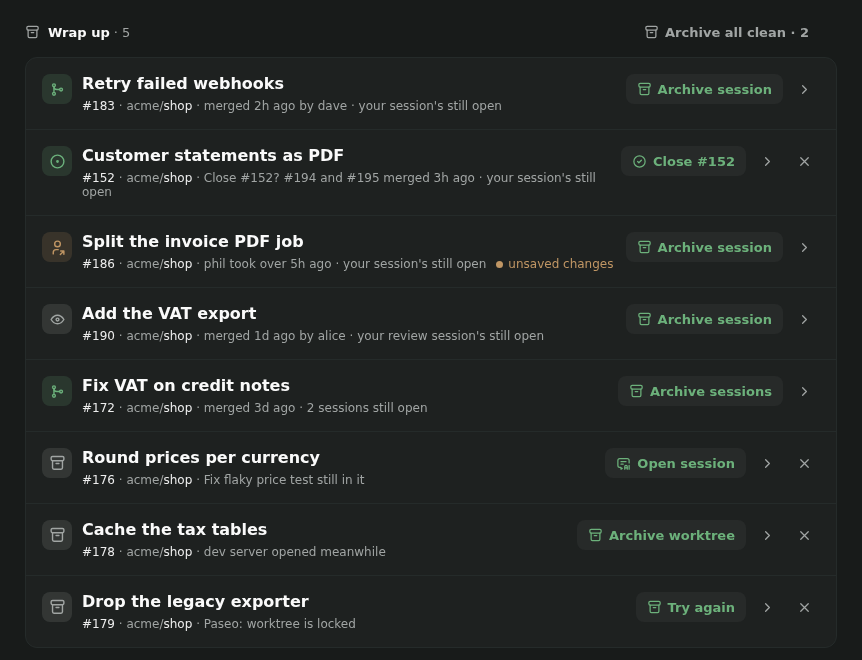 Wrap up · 5
Archive all clean · 2
Retry failed webhooks
#183 · acme/shop · merged 2h ago by dave · your session's still open
Archive session
Customer statements as PDF
#152 · acme/shop · Close #152? #194 and #195 merged 3h ago · your session's still
open
Close #152
Split the invoice PDF job
#186 · acme/shop · phil took over 5h ago · your session's still open ● unsaved changes
Archive session
Add the VAT export
#190 · acme/shop · merged 1d ago by alice · your review session's still open
Archive session
Fix VAT on credit notes
#172 · acme/shop · merged 3d ago · 2 sessions still open
Archive sessions
Round prices per currency
#176 · acme/shop · Fix flaky price test still in it
Open session
Cache the tax tables
#178 · acme/shop · dev server opened meanwhile
Archive worktree
Drop the legacy exporter
#179 · acme/shop · Paseo: worktree is locked
Try again